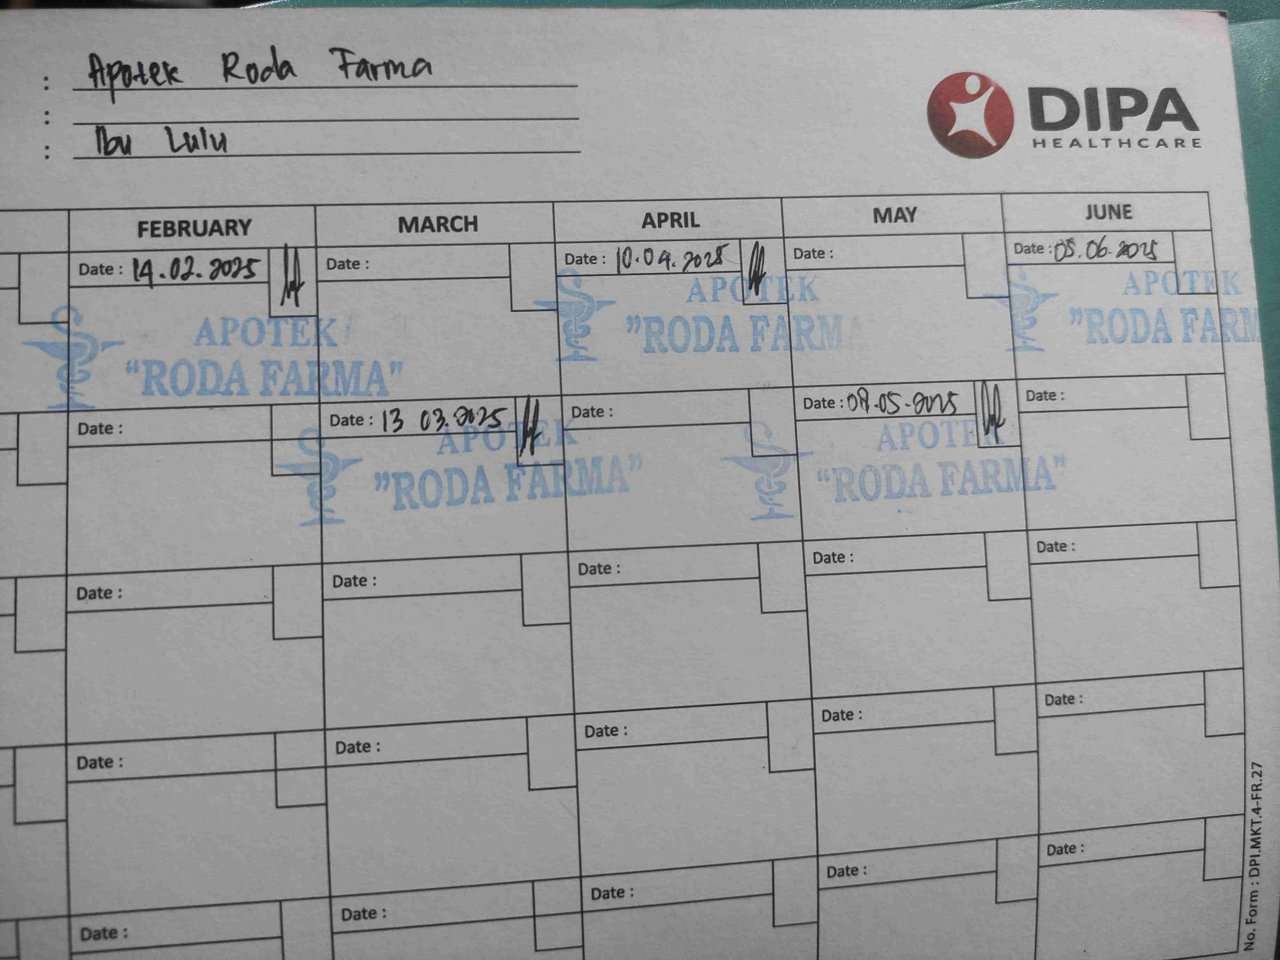 : Apotek Roda Farma
:
: Ibu Lulu
DIPA
HEALTHCARE
FEBRUARY MARCH APRIL MAY JUNE
Date : 14.02.2025 Date : Date : 10.04.2025 Date : Date : 05.06.2025
APOTEK APOTEK APOTEK
"RODA FARMA" "RODA FARMA "RODA FARM
Date : Date : 13 03.2025 Date : Date : 08-05-2025 Date :
APOTEK APOTEK
"RODA FARMA" "RODA FARMA"
Date : Date : Date : Date : Date :
Date : Date : Date : Date : Date :
Date : Date : Date : Date : Date :
No. Form : DPI.MKT.4-FR.27